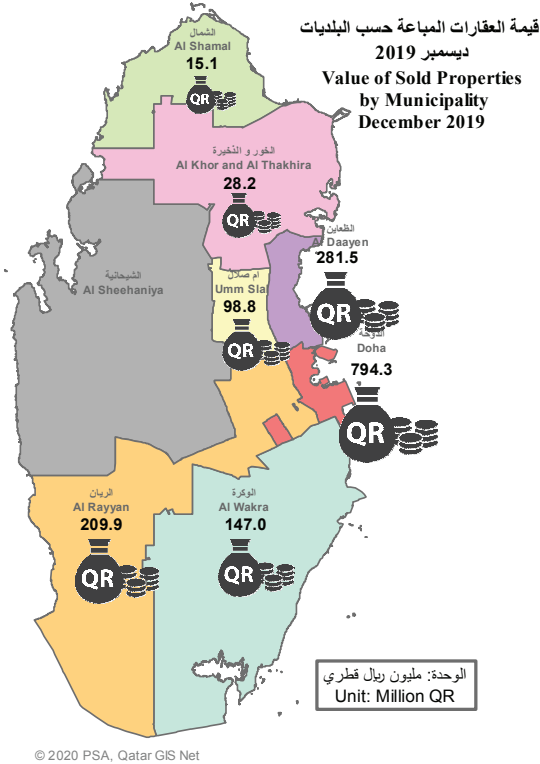 قيمة العقارات المباعة حسب البلديات
ديسمبر 2019
Value of Sold Properties
by Municipality
December 2019
الشمال
Al Shamal
15.1
QR
الخور و الذخيرة
Al Khor and Al Thakhira
28.2
QR
الظعاين
Al Daayen
281.5
QR
الشيحانية
Al Sheehaniya
ام صلال
Umm Slal
98.8
QR
الدوحة
Doha
794.3
QR
الريان
Al Rayyan
209.9
QR
الوكرة
Al Wakra
147.0
QR
الوحدة: مليون ريال قطري
Unit: Million QR
© 2020 PSA, Qatar GIS Net